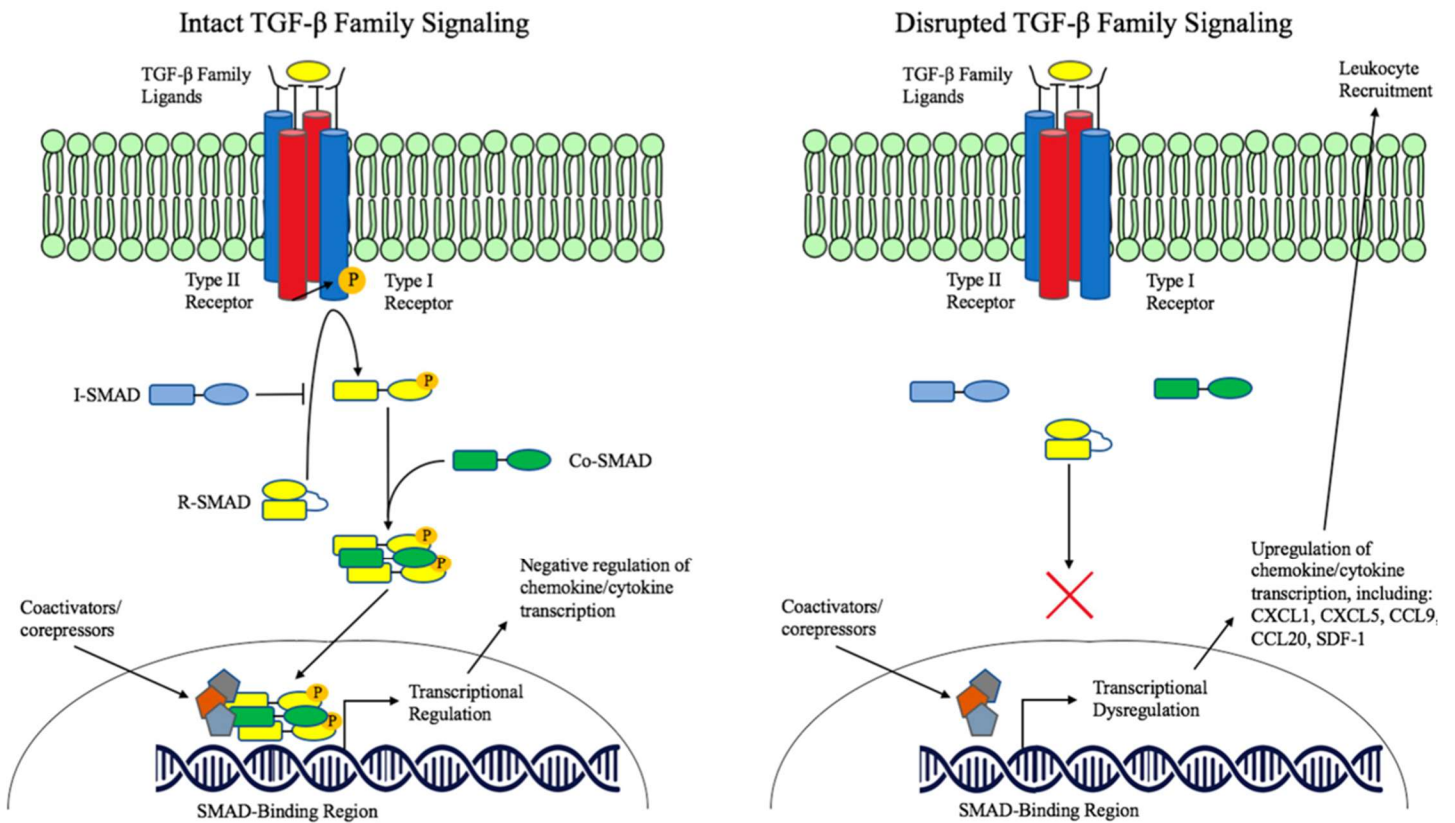 Intact TGF-β Family Signaling
TGF-β Family
Ligands
Type II
Receptor
P
Type I
Receptor
I-SMAD
P
Co-SMAD
R-SMAD
P
P
Negative regulation of
chemokine/cytokine
transcription
Coactivators/
corepressors
P
P
Transcriptional
Regulation
SMAD-Binding Region
Disrupted TGF-β Family Signaling
TGF-β Family
Ligands
Leukocyte
Recruitment
Type II
Receptor
Type I
Receptor
Upregulation of
chemokine/cytokine
transcription, including:
CXCL1, CXCL5, CCL9,
CCL20, SDF-1
Coactivators/
corepressors
Transcriptional
Dysregulation
SMAD-Binding Region